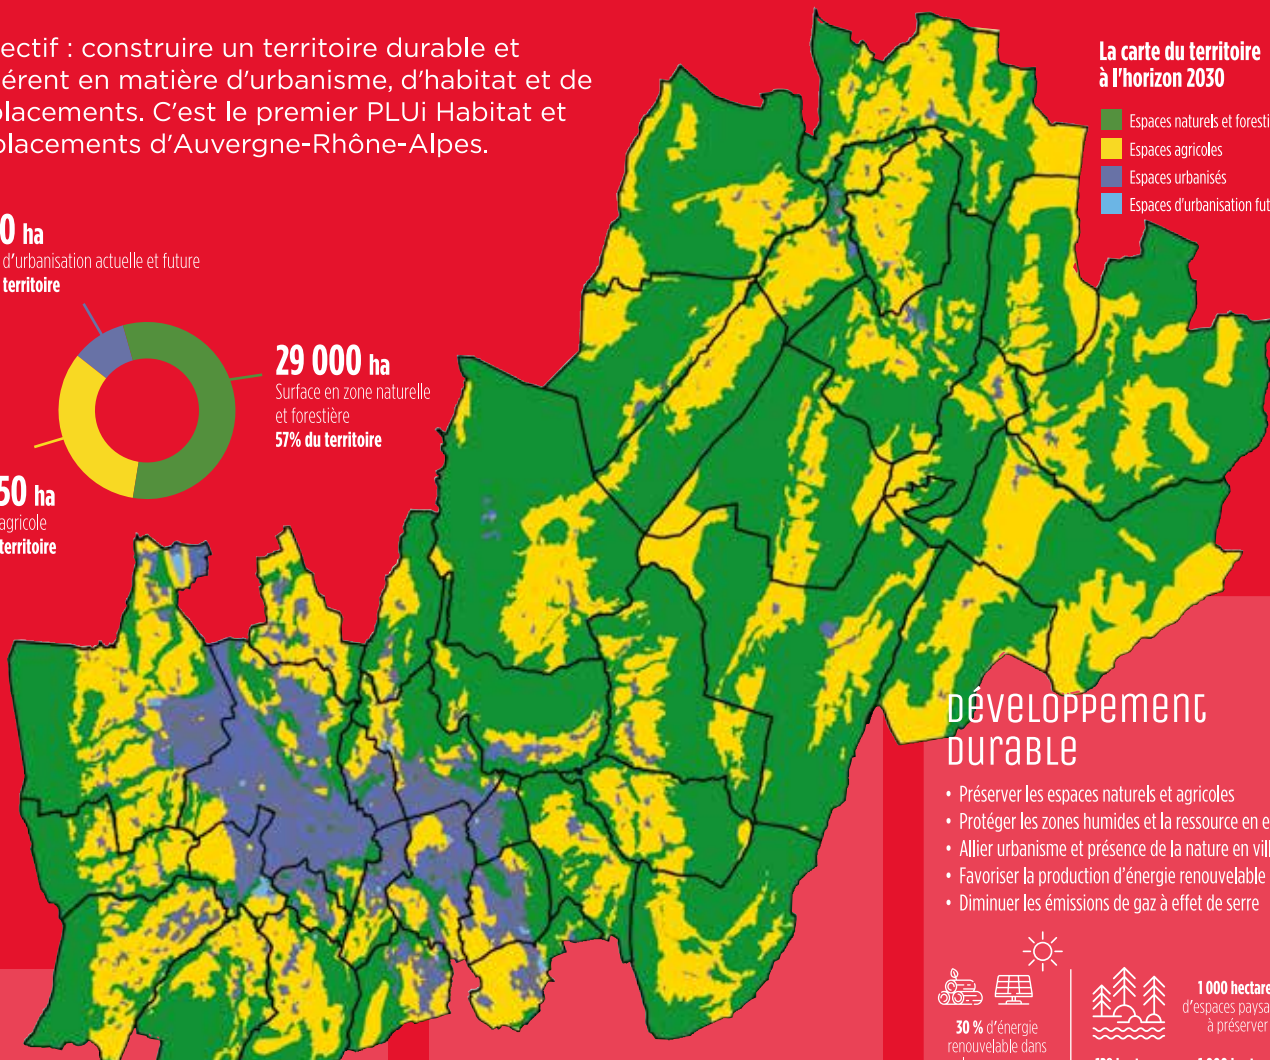 ectif : construire un territoire durable et
érent en matière d'urbanisme, d'habitat et de
lacements. C'est le premier PLUi Habitat et
lacements d'Auvergne-Rhône-Alpes.
La carte du territoire
à l'horizon 2030
Espaces naturels et foresti
Espaces agricoles
Espaces urbanisés
Espaces d'urbanisation fut
0 ha
d'urbanisation actuelle et future
territoire
29 000 ha
Surface en zone naturelle
et forestière
57% du territoire
50 ha
agricole
territoire
Développement
Durable
• Préserver les espaces naturels et agricoles
• Protéger les zones humides et la ressource en e
• Allier urbanisme et présence de la nature en vill
• Favoriser la production d'énergie renouvelable
• Diminuer les émissions de gaz à effet de serre
30 % d'énergie
renouvelable dans
1 000 hectare
d'espaces paysa
à préserver